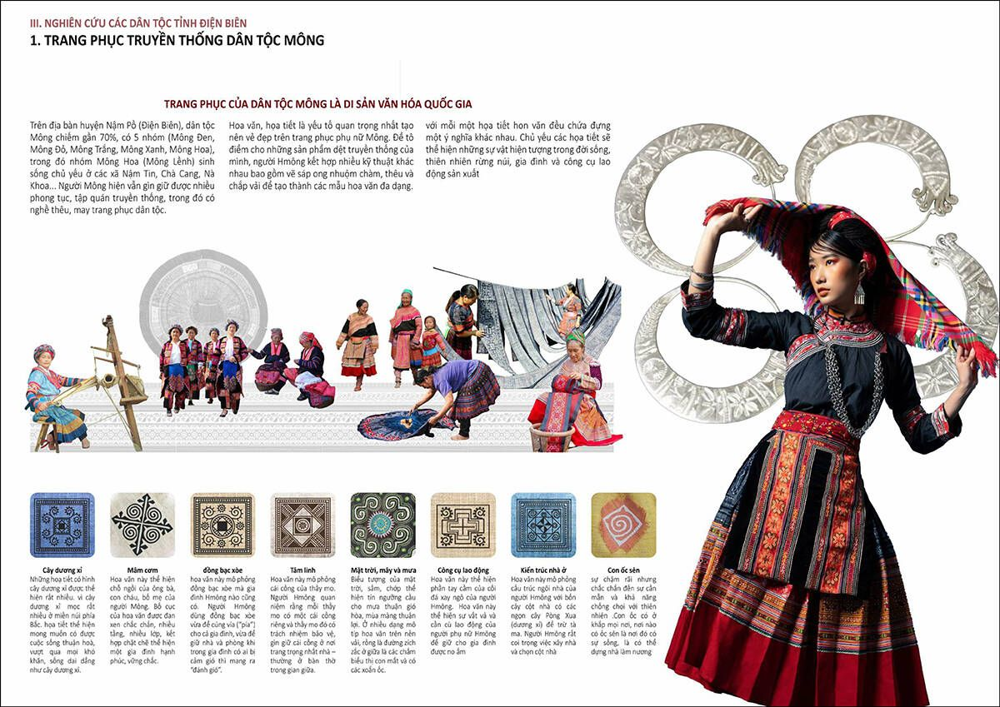 III. NGHIÊN CỨU CÁC DÂN TỘC TỈNH ĐIỆN BIÊN
1. TRANG PHỤC TRUYỀN THỐNG DÂN TỘC MÔNG
TRANG PHỤC CỦA DÂN TỘC MÔNG LÀ DI SẢN VĂN HÓA QUỐC GIA
Trên địa bàn huyện Nậm Pồ (Điện Biên), dân tộc
Mông chiếm gần 70%, có 5 nhóm (Mông Đen,
Mông Đỏ, Mông Trắng, Mông Xanh, Mông Hoa),
trong đó nhóm Mông Hoa (Mông Lềnh) sinh
sống chủ yếu ở các xã Nậm Tin, Chà Cang, Nà
Khoa... Người Mông hiện vẫn gìn giữ được nhiều
phong tục, tập quán truyền thống, trong đó có
nghề thêu, may trang phục dân tộc.
Hoa văn, họa tiết là yếu tố quan trọng nhất tạo
nên vẻ đẹp trên trang phục phụ nữ Mông. Để tô
điểm cho những sản phẩm dệt truyền thống của
mình, người Hmông kết hợp nhiều kỹ thuật khác
nhau bao gồm vẽ sáp ong nhuộm chàm, thêu và
chắp vải để tạo thành các mẫu hoa văn đa dạng.
với mỗi một họa tiết hon văn đều chứa đựng
một ý nghĩa khác nhau. Chủ yếu các họa tiết sẽ
thể hiện những sự vật hiện tượng trong đời sống,
thiên nhiên rừng núi, gia đình và công cụ lao
động sản xuất
Cây dương xỉ
Những hoạ tiết có hình
cây dương xỉ được thể
hiện rất nhiều. vì cây
dương xỉ mọc rất
nhiều ở miền núi phía
Bắc. họa tiết thể hiện
mong muốn có được
cuộc sống thuận hoà,
vượt qua mọi khó
khăn, sống dai dẳng
như cây dương xỉ.
Mâm cơm
Hoa văn này thể hiện
chỗ ngồi của ông bà,
con cháu, bố mẹ của
người Mông. Bố cục
của hoa văn được đan
xen chắc chắn, nhiều
tầng, nhiều lớp, kết
hợp chặt chẽ thể hiện
một gia đình hạnh
phúc, vững chắc.
đồng bạc xòe
hoa văn này mô phỏng
đồng bạc xòe mà gia
đình Hmông nào cũng
có. Người Hmông
dùng đồng bạc xòe
vừa để cúng vía ("pía")
cho cả gia đình, vừa để
giữ nhà và phòng khi
trong gia đình có ai bị
cảm gió thì mang ra
"đánh gió".
Tâm linh
Hoa văn này mô phỏng
cái cổng của thầy mo.
Người Hmông quan
niệm rằng mỗi thầy
mo có một cái cổng
riêng và thầy mo đó có
trách nhiệm bảo vệ,
gìn giữ cái cổng ở nơi
trang trọng nhất nhà –
thường ở bàn thờ
trong gian giữa.
Mặt trời, mây và mưa
Biểu tượng của mặt
trời, sấm, chớp thể
hiện tín ngưỡng cầu
cho mưa thuận gió
hòa, mùa màng thuận
lợi. Ở nhiều dạng mô
típ hoa văn trên nền
vải, rồng là đường zích
zắc ở giữa là các chấm
biểu thị con mắt và có
các xoắn ốc.
Công cụ lao động
Hoa văn này thể hiện
phần tay cầm của cối
đá xay ngô của người
Hmông. Hoa văn này
thể hiện sự vất vả và
cần cù lao động của
người phụ nữ Hmông
để giữ cho gia đình
được no ấm
Kiến trúc nhà ở
Hoa văn này mô phỏng
cấu trúc ngôi nhà của
người Hmông với bốn
cây cột nhà có các
ngọn cây Pòng Xua
(dương xỉ) để trừ tà
ma. Người Hmông rất
coi trọng việc xây nhà
và chọn cột nhà
Con ốc sên
sự chậm rãi nhưng
chắc chắn đến sự cần
mẫn và khả năng
chống chọi với thiên
nhiên .Con ốc có ở
khắp mọi nơi, nơi nào
có ốc sên là nơi đó có
sự sống, là có thể
dựng nhà làm nương